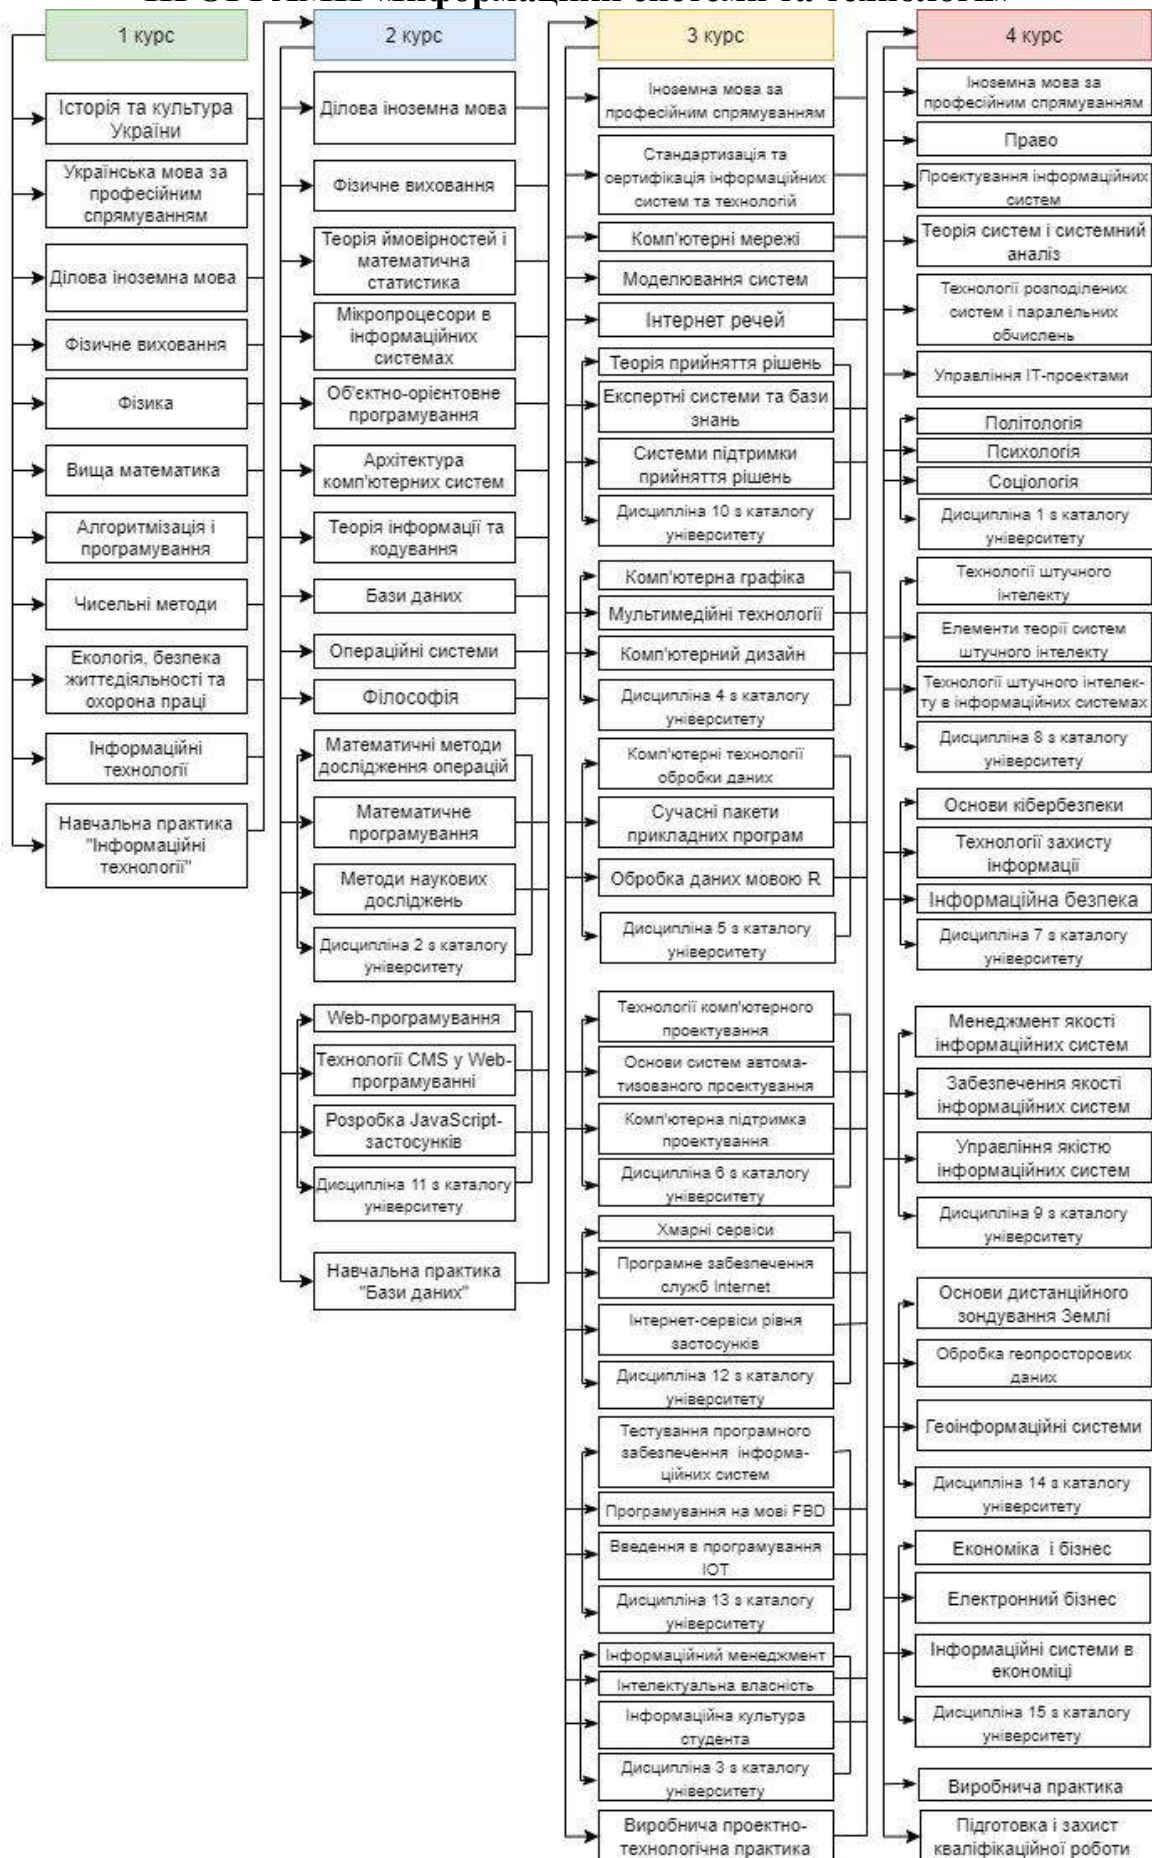 ПРОГРАМИ «Інформаційні системи та технології»
1 курс
Історія та культура
України
Українська мова за
професійним
спрямуванням
Ділова іноземна мова
Фізичне виховання
Фізика
Вища математика
Алгоритмізація і
програмування
Чисельні методи
Екологія, безпека
життєдіяльності та
охорона праці
Інформаційні
технології
Навчальна практика
"Інформаційні
технології"
2 курс
Ділова іноземна мова
Фізичне виховання
Теорія ймовірностей і
математична
статистика
Мікропроцесори в
інформаційних
системах
Об'єктно-орієнтовне
програмування
Архітектура
комп'ютерних систем
Теорія інформації та
кодування
Бази даних
Операційні системи
Філософія
Математичні методи
дослідження операцій
Математичне
програмування
Методи наукових
досліджень
Дисципліна 2 з каталогу
університету
Web-програмування
Технології CMS у Web-
програмуванні
Розробка JavaScript-
застосунків
Дисципліна 11 з каталогу
університету
Навчальна практика
"Бази даних"
3 курс
Іноземна мова за
професійним спрямуванням
Стандартизація та
сертифікація інформаційних
систем та технологій
Комп'ютерні мережі
Моделювання систем
Інтернет речей
Теорія прийняття рішень
Експертні системи та бази
знань
Системи підтримки
прийняття рішень
Дисципліна 10 з каталогу
університету
Комп'ютерна графіка
Мультимедійні технології
Комп'ютерний дизайн
Дисципліна 4 з каталогу
університету
Комп'ютерні технології
обробки даних
Сучасні пакети
прикладних програм
Обробка даних мовою R
Дисципліна 5 з каталогу
університету
Технології комп'ютерного
проектування
Основи систем автома-
тизованого проектування
Комп'ютерна підтримка
проектування
Дисципліна 6 з каталогу
університету
Хмарні сервіси
Програмне забезпечення
служб Internet
Інтернет-сервіси рівня
застосунків
Дисципліна 12 з каталогу
університету
Тестування програмного
забезпечення інформа-
ційних систем
Програмування на мові FBD
Введення в програмування
ІОТ
Дисципліна 13 з каталогу
університету
Інформаційний менеджмент
Інтелектуальна власність
Інформаційна культура
студента
Дисципліна 3 з каталогу
університету
Виробнича проектно-
технологічна практика
4 курс
Іноземна мова за
професійним спрямуванням
Право
Проектування інформаційних
систем
Теорія систем і системний
аналіз
Технології розподілених
систем і паралельних
обчислень
Управління ІТ-проектами
Політологія
Психологія
Соціологія
Дисципліна 1 з каталогу
університету
Технології штучного
інтелекту
Елементи теорії систем
штучного інтелекту
Технології штучного інтелек-
ту в інформаційних системах
Дисципліна 8 з каталогу
університету
Основи кібербезпеки
Технології захисту
інформації
Інформаційна безпека
Дисципліна 7 з каталогу
університету
Менеджмент якості
інформаційних систем
Забезпечення якості
інформаційних систем
Управління якістю
інформаційних систем
Дисципліна 9 з каталогу
університету
Основи дистанційного
зондування Землі
Обробка геопросторових
даних
Геоінформаційні системи
Дисципліна 14 з каталогу
університету
Економіка і бізнес
Електронний бізнес
Інформаційні системи в
економіці
Дисципліна 15 з каталогу
університету
Виробнича практика
Підготовка і захист
кваліфікаційної роботи